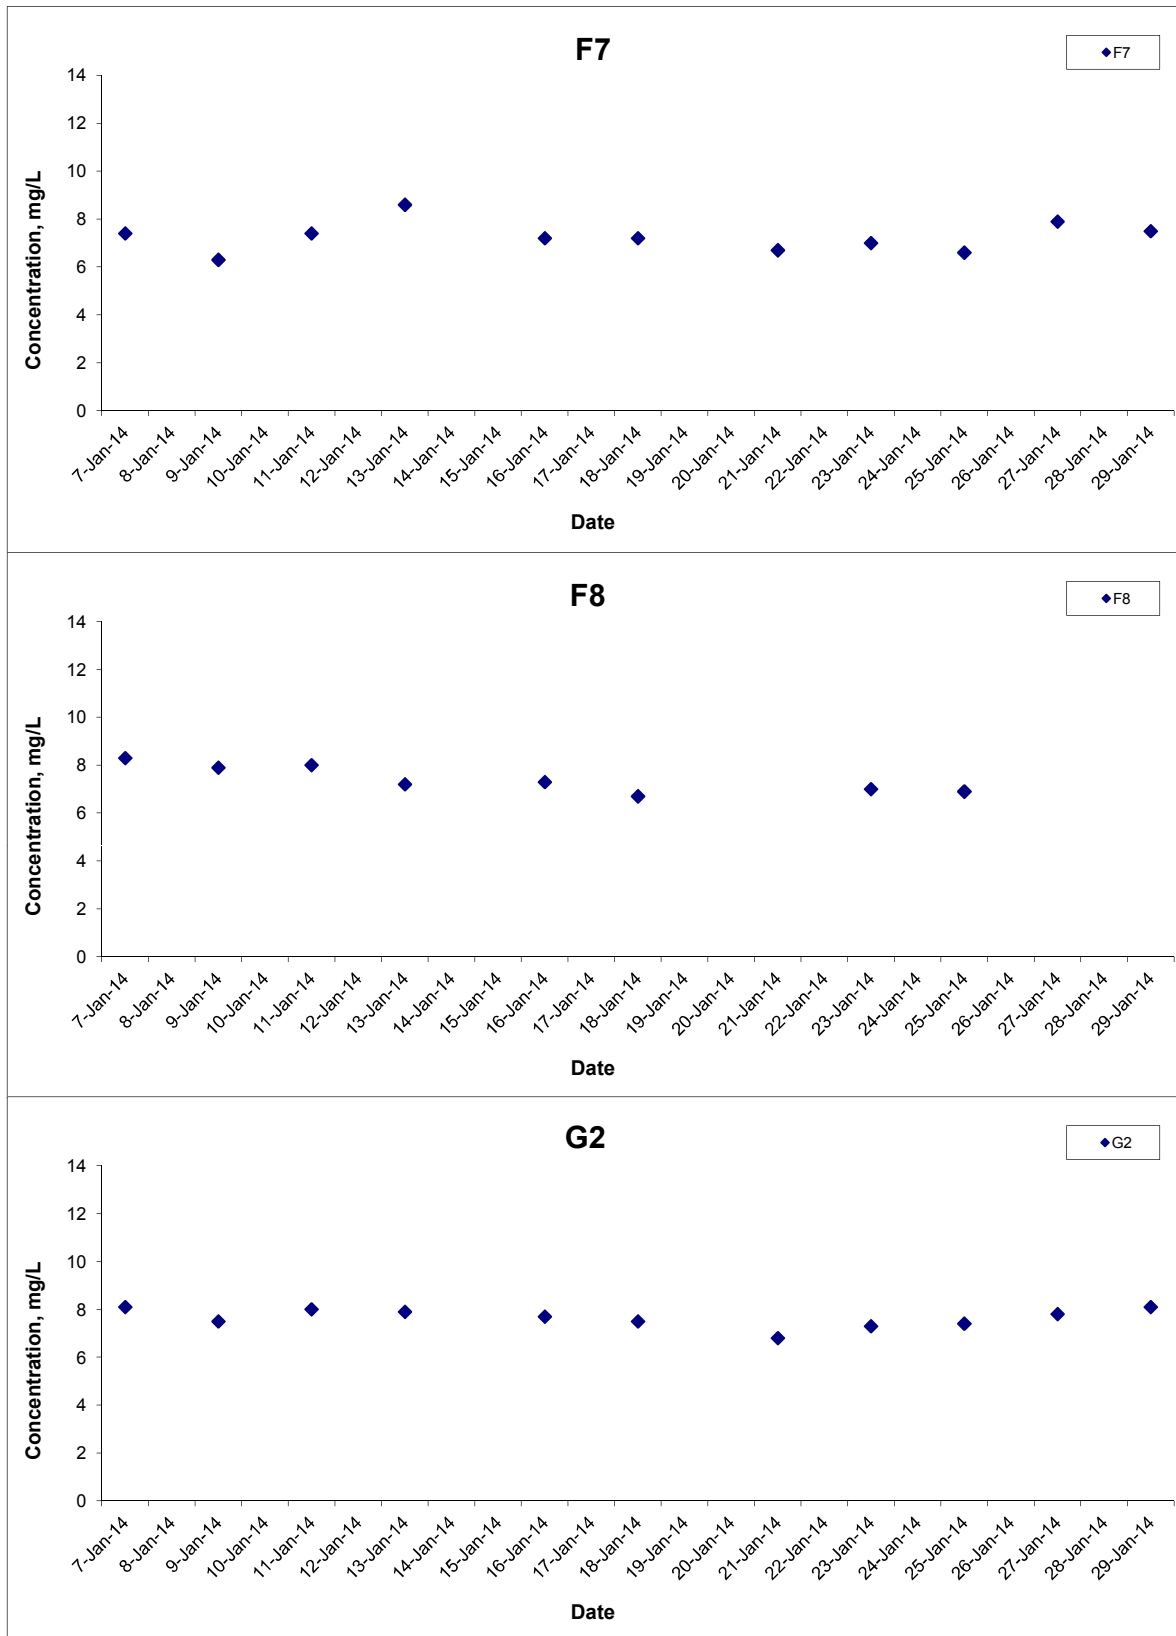 F7
F7
14
12
10
8
6
4
2
0
Concentration, mg/L
7-Jan-14
8-Jan-14
9-Jan-14
10-Jan-14
11-Jan-14
12-Jan-14
13-Jan-14
14-Jan-14
15-Jan-14
16-Jan-14
17-Jan-14
18-Jan-14
19-Jan-14
20-Jan-14
21-Jan-14
22-Jan-14
23-Jan-14
24-Jan-14
25-Jan-14
26-Jan-14
27-Jan-14
28-Jan-14
29-Jan-14
Date
F8
F8
14
12
10
8
6
4
2
0
Concentration, mg/L
7-Jan-14
8-Jan-14
9-Jan-14
10-Jan-14
11-Jan-14
12-Jan-14
13-Jan-14
14-Jan-14
15-Jan-14
16-Jan-14
17-Jan-14
18-Jan-14
19-Jan-14
20-Jan-14
21-Jan-14
22-Jan-14
23-Jan-14
24-Jan-14
25-Jan-14
26-Jan-14
27-Jan-14
28-Jan-14
29-Jan-14
Date
G2
G2
14
12
10
8
6
4
2
0
Concentration, mg/L
7-Jan-14
8-Jan-14
9-Jan-14
10-Jan-14
11-Jan-14
12-Jan-14
13-Jan-14
14-Jan-14
15-Jan-14
16-Jan-14
17-Jan-14
18-Jan-14
19-Jan-14
20-Jan-14
21-Jan-14
22-Jan-14
23-Jan-14
24-Jan-14
25-Jan-14
26-Jan-14
27-Jan-14
28-Jan-14
29-Jan-14
Date